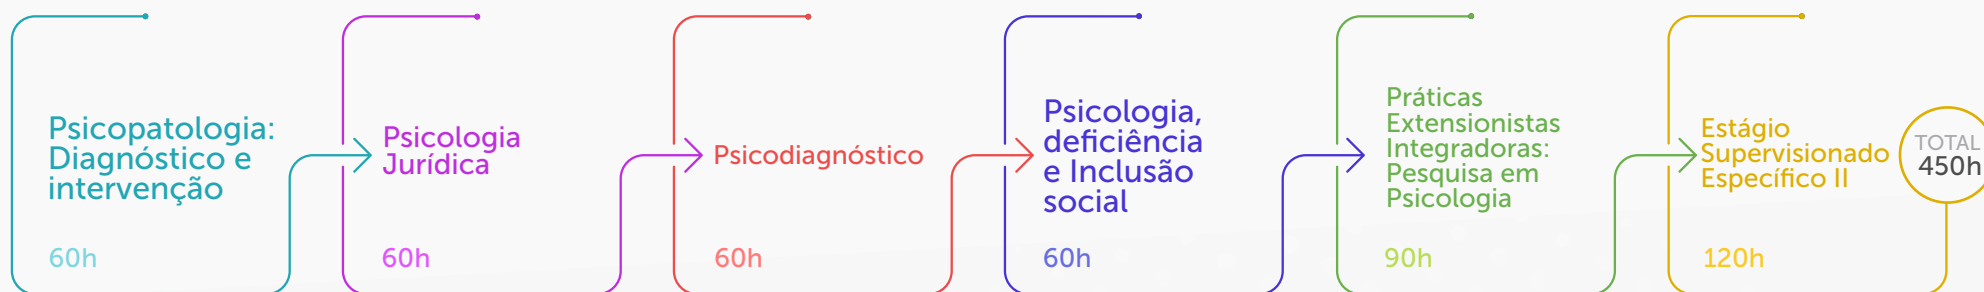 Psicopatologia:
Diagnóstico e
intervenção
60h
Psicologia
Jurídica
60h
Psicodiagnóstico
60h
Psicologia,
deficiência
e Inclusão
social
60h
Práticas
Extensionistas
Integradoras:
Pesquisa em
Psicologia
90h
Estágio
Supervisionado
Específico II
120h
TOTAL
450h